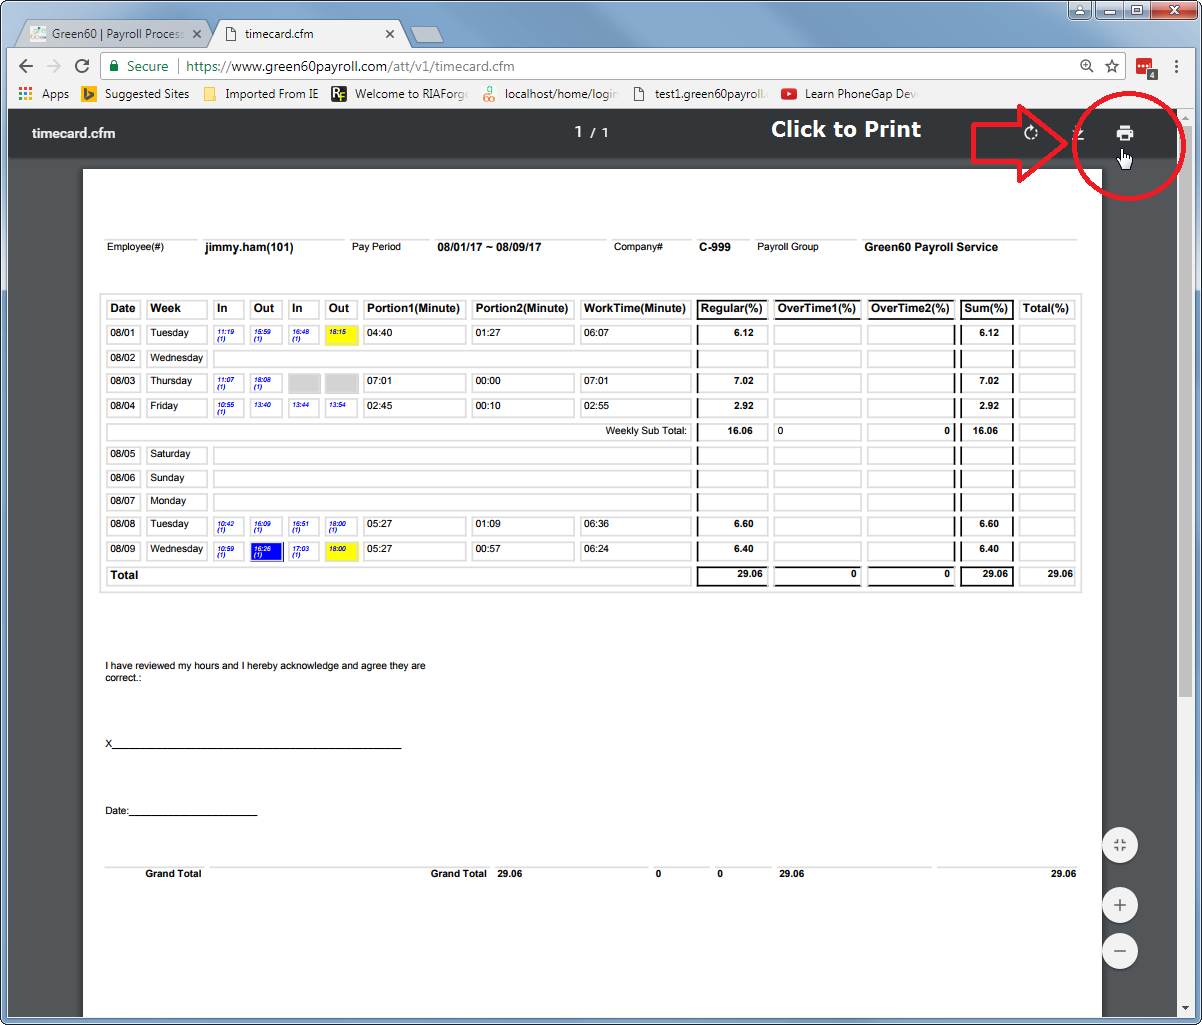 Green60 | Payroll Process
timecard.cfm
Secure
https://www.green60payroll.com/att/v1/timecard.cfm
4
Apps
Suggested Sites
Imported From IE
RF
Welcome to RIAForge
localhost/home/login
test1.green60payroll.
Learn PhoneGap Dev
timecard.cfm
1 / 1
Click to Print
Employee(#) jimmy.ham(101) Pay Period 08/01/17 ~ 08/09/17 Company# C-999 Payroll Group Green60 Payroll Service
Date Week In Out In Out Portion1(Minute) Portion2(Minute) WorkTime(Minute) Regular(%) OverTime1(%) OverTime2(%) Sum(%) Total(%)
08/01 Tuesday 11:19 (1) 15:59 (1) 16:48 (1) 18:15 04:40 01:27 06:07 6.12 6.12
08/02 Wednesday
08/03 Thursday 11:07 (1) 18:08 (1) 07:01 00:00 07:01 7.02 7.02
08/04 Friday 10:55 (1) 13:40 13:44 13:54 02:45 00:10 02:55 2.92 2.92
Weekly Sub Total: 16.06 0 0 16.06
08/05 Saturday
08/06 Sunday
08/07 Monday
08/08 Tuesday 10:42 (1) 16:09 (1) 16:51 (1) 18:00 (1) 05:27 01:09 06:36 6.60 6.60
08/09 Wednesday 10:59 (1) 16:26 (1) 17:03 (1) 18:00 05:27 00:57 06:24 6.40 6.40
Total 29.06 0 0 29.06 29.06
I have reviewed my hours and I hereby acknowledge and agree they are
correct.:
X
Date:
Grand Total Grand Total 29.06 0 0 29.06 29.06